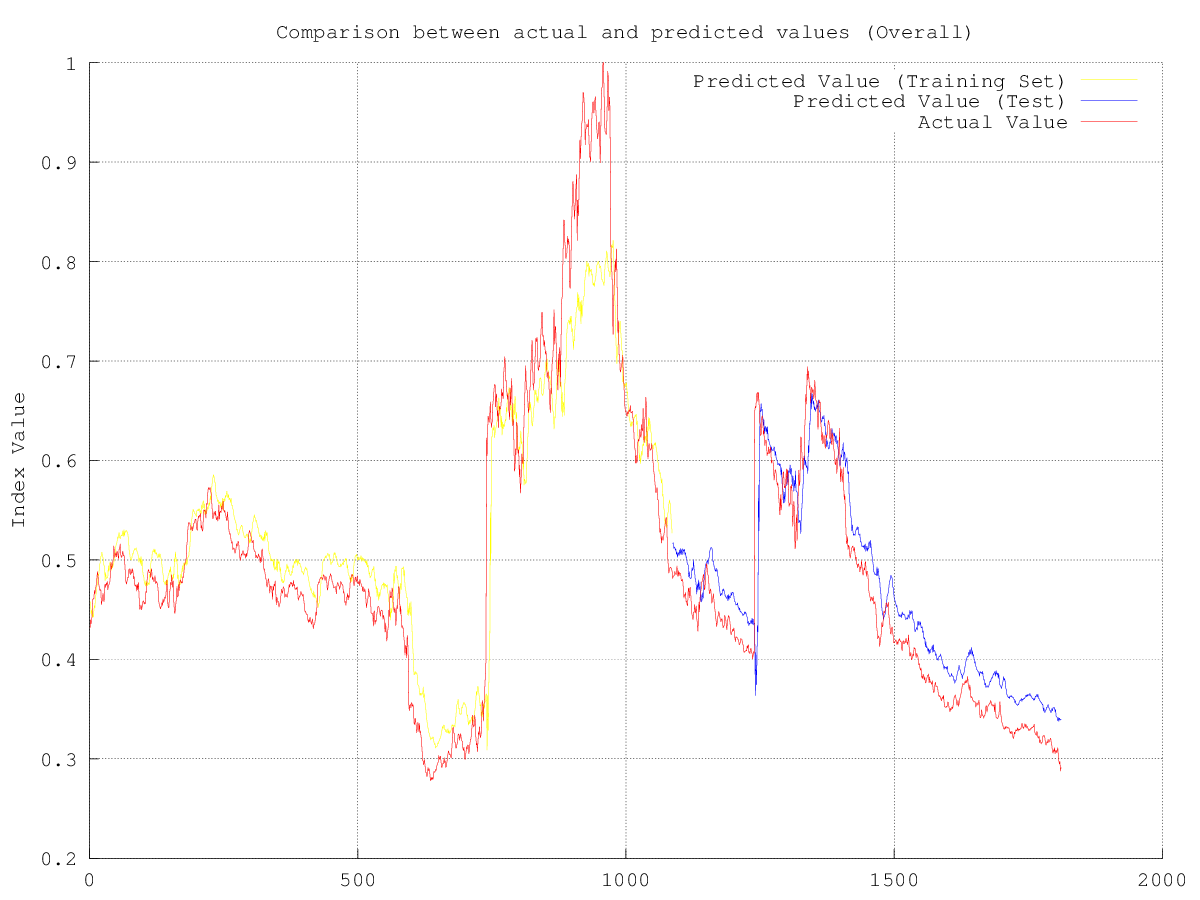 Comparison between actual and predicted values (Overall)
Predicted Value (Training Set)
Predicted Value (Test)
Actual Value
Index Value
1
0.9
0.8
0.7
0.6
0.5
0.4
0.3
0.2
0 500 1000 1500 2000